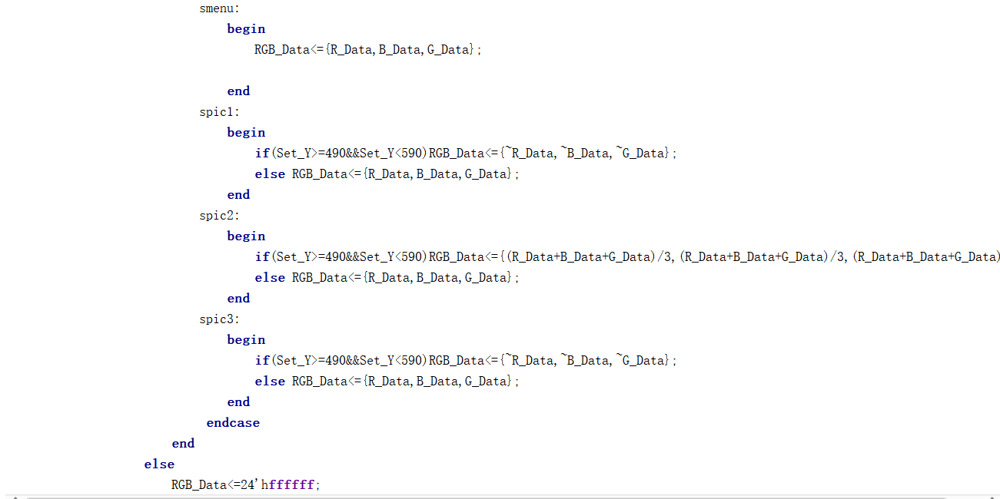 smenu:
begin
RGB_Data<={R_Data,B_Data,G_Data};
end
spic1:
begin
if(Set_Y>=490&&Set_Y<590)RGB_Data<={~R_Data,~B_Data,~G_Data};
else RGB_Data<={R_Data,B_Data,G_Data};
end
spic2:
begin
if(Set_Y>=490&&Set_Y<590)RGB_Data<={(R_Data+B_Data+G_Data)/3,(R_Data+B_Data+G_Data)/3,(R_Data+B_Data+G_Data)
else RGB_Data<={R_Data,B_Data,G_Data};
end
spic3:
begin
if(Set_Y>=490&&Set_Y<590)RGB_Data<={~R_Data,~B_Data,~G_Data};
else RGB_Data<={R_Data,B_Data,G_Data};
end
endcase
end
else
RGB_Data<=24'hffffff;